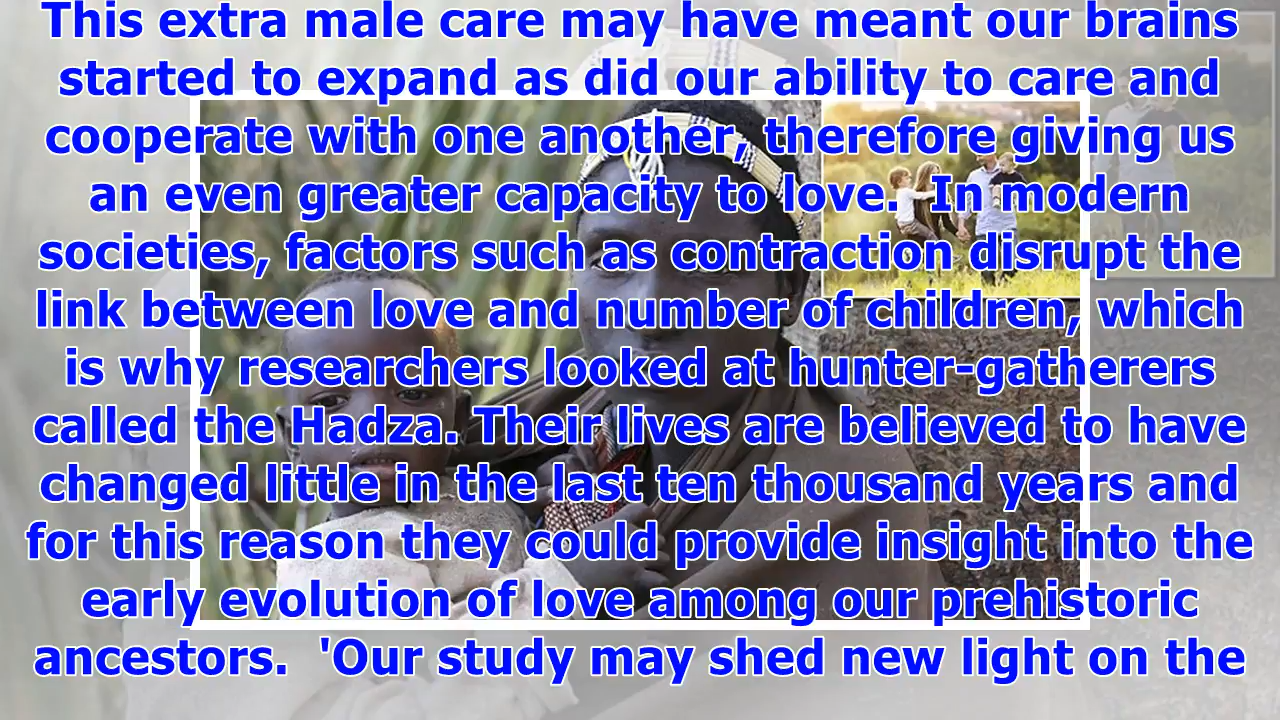 This extra male care may have meant our brains
started to expand as did our ability to care and
cooperate with one another, therefore giving us
an even greater capacity to love.  In modern
societies, factors such as contraction disrupt the
link between love and number of children, which
is why researchers looked at hunter-gatherers
called the Hadza. Their lives are believed to have
changed little in the last ten thousand years and
for this reason they could provide insight into the
early evolution of love among our prehistoric
ancestors.  'Our study may shed new light on the